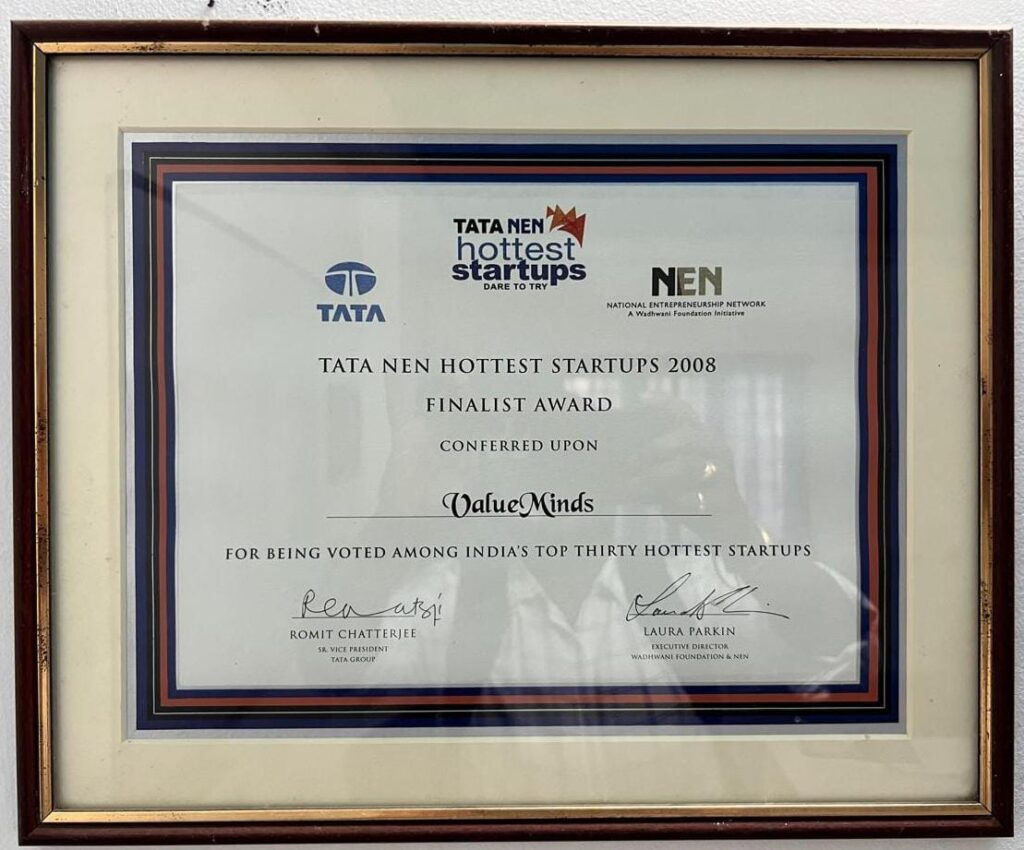 TATA NEN
hottest
startups
DARE TO TRY
TATA
NEN
NATIONAL ENTREPRENEURSHIP NETWORK
A Wadhwani Foundation Initiative
TATA NEN HOTTEST STARTUPS 2008
FINALIST AWARD
CONFERRED UPON
ValueMinds
FOR BEING VOTED AMONG INDIA'S TOP THIRTY HOTTEST STARTUPS
ROMIT CHATTERJEE
SR. VICE PRESIDENT
TATA GROUP
LAURA PARKIN
EXECUTIVE DIRECTOR
WADHWANI FOUNDATION & NEN